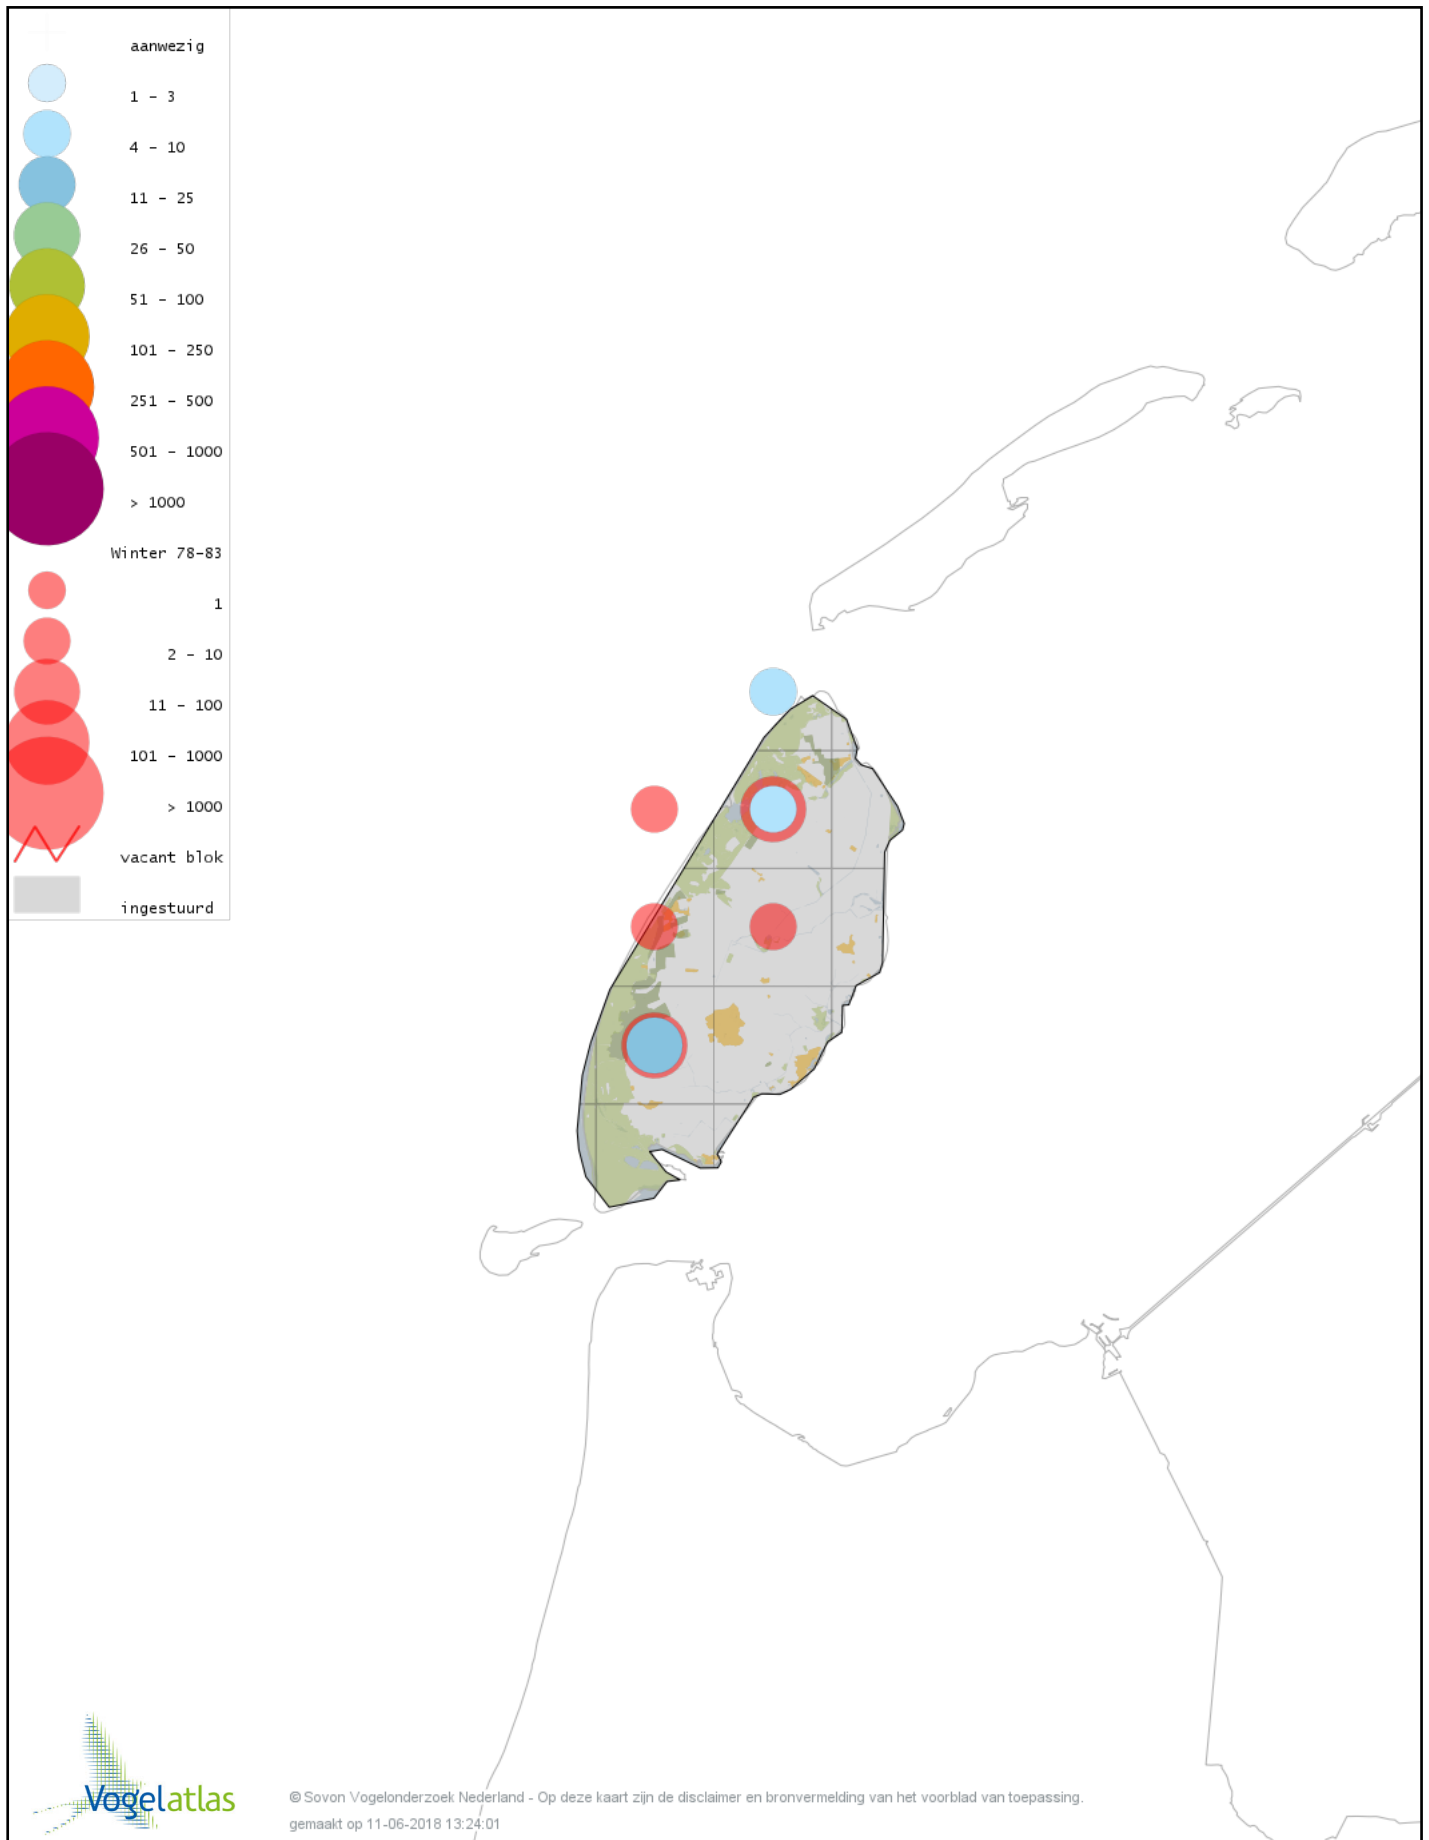 aanwezig
1 - 3
4 - 10
11 - 25
26 - 50
51 - 100
101 - 250
251 - 500
501 - 1000
> 1000
Winter 78-83
1
2 - 10
11 - 100
101 - 1000
> 1000
vacant blok
ingestuurd
Vogelatlas
© Sovon Vogelonderzoek Nederland - Op deze kaart zijn de disclaimer en bronvermelding van het voorblad van toepassing.
gemaakt op 11-06-2018 13:24:01